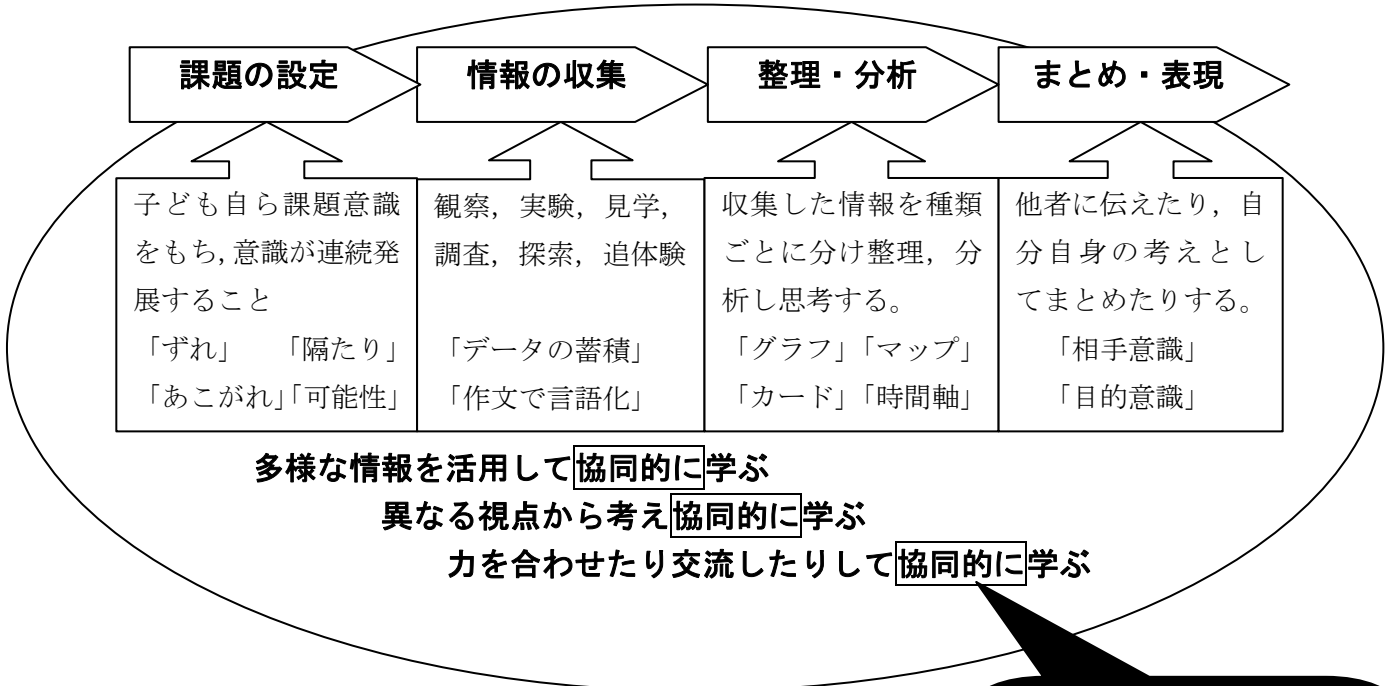 課題の設定
情報の収集
整理・分析
まとめ・表現
子ども自ら課題意識
をもち,意識が連続発
展すること
「ずれ」 「隔たり」
「あこがれ」「可能性」
観察,実験,見学,
調査,探索,追体験
「データの蓄積」
「作文で言語化」
収集した情報を種類
ごとに分け整理,分
析し思考する。
「グラフ」「マップ」
「カード」「時間軸」
他者に伝えたり,自
分自身の考えとし
てまとめたりする。
「相手意識」
「目的意識」
多様な情報を活用して協同的に学ぶ
異なる視点から考え協同的に学ぶ
力を合わせたり交流したりして協同的に学ぶ